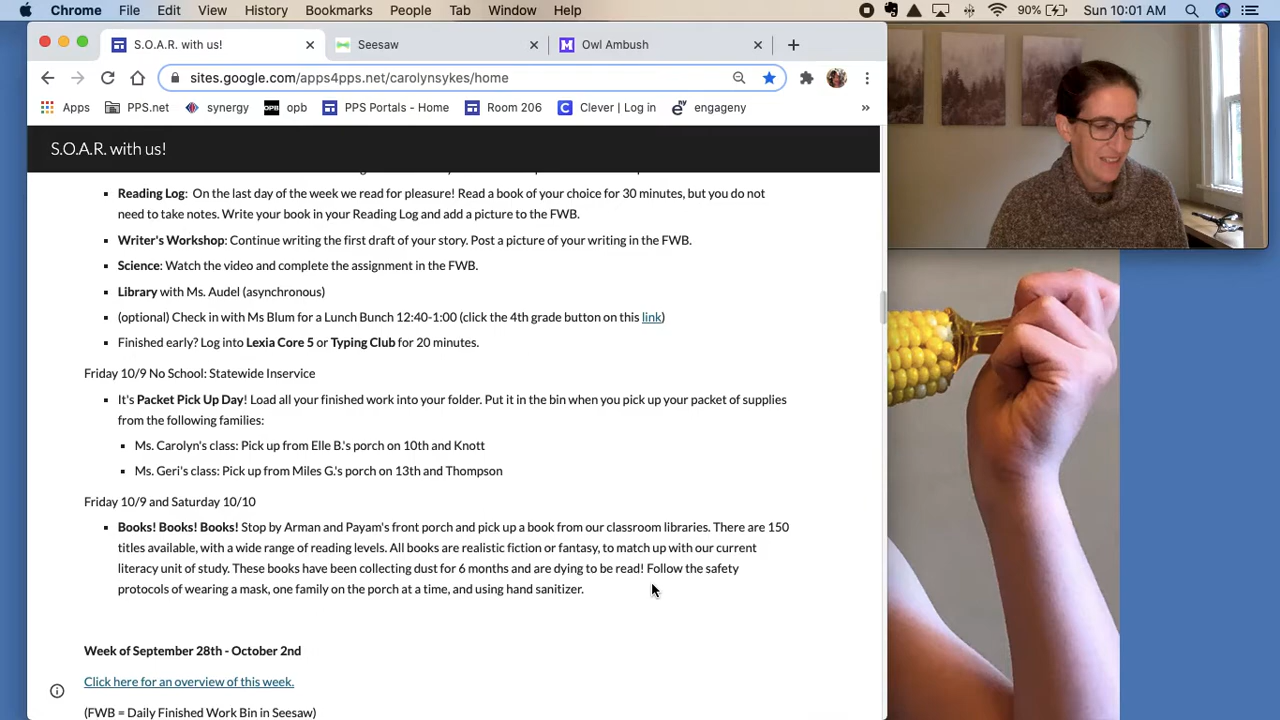 Chrome File Edit View History Bookmarks People Tab Window Help 90% Sun 10:01 AM
S.O.A.R. with us! Seesaw Owl Ambush
sites.google.com/apps4pps.net/carolynsykes/home
Apps PPS.net synergy opb PPS Portals - Home Room 206 Clever | Log in engageny
S.O.A.R. with us!
Reading Log: On the last day of the week we read for pleasure! Read a book of your choice for 30 minutes, but you do not
need to take notes. Write your book in your Reading Log and add a picture to the FWB.
Writer's Workshop: Continue writing the first draft of your story. Post a picture of your writing in the FWB.
Science: Watch the video and complete the assignment in the FWB.
Library with Ms. Audel (asynchronous)
(optional) Check in with Ms Blum for a Lunch Bunch 12:40-1:00 (click the 4th grade button on this link)
Finished early? Log into Lexia Core 5 or Typing Club for 20 minutes.
Friday 10/9 No School: Statewide Inservice
It's Packet Pick Up Day! Load all your finished work into your folder. Put it in the bin when you pick up your packet of supplies
from the following families:
Ms. Carolyn's class: Pick up from Elle B.'s porch on 10th and Knott
Ms. Geri's class: Pick up from Miles G.'s porch on 13th and Thompson
Friday 10/9 and Saturday 10/10
Books! Books! Books! Stop by Arman and Payam's front porch and pick up a book from our classroom libraries. There are 150
titles available, with a wide range of reading levels. All books are realistic fiction or fantasy, to match up with our current
literacy unit of study. These books have been collecting dust for 6 months and are dying to be read! Follow the safety
protocols of wearing a mask, one family on the porch at a time, and using hand sanitizer.
Week of September 28th - October 2nd
Click here for an overview of this week.
(FWB = Daily Finished Work Bin in Seesaw)